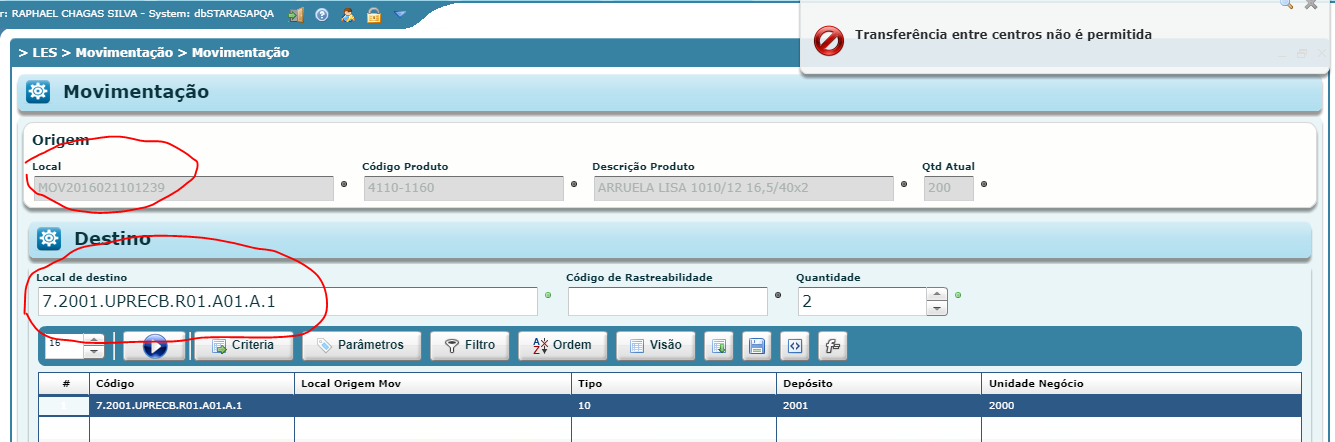 r: RAPHAEL CHAGAS SILVA - System: dbSTARASAPQA
Transferência entre centros não é permitida
> LES > Movimentação > Movimentação
Movimentação
Origem
Local Código Produto Descrição Produto Qtd Atual
MOV2016021101239 4110-1160 ARRUELA LISA 1010/12 16,5/40x2 200
Destino
Local de destino Código de Rastreabilidade Quantidade
7.2001.UPRECB.R01.A01.A.1 2
16 Criteria Parâmetros Filtro Ordem Visão
# Código Local Origem Mov Tipo Depósito Unidade Negócio
1 7.2001.UPRECB.R01.A01.A.1 10 2001 2000